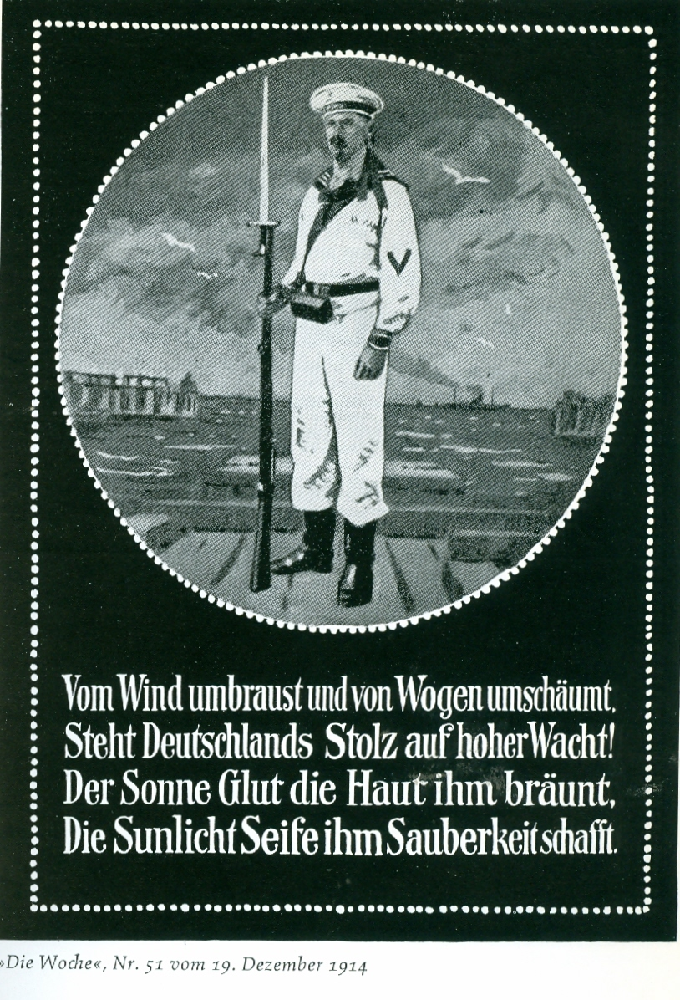 Vom Wind umbraust und von Wogen umschäumt,
Steht Deutschlands Stolz auf hoher Wacht!
Der Sonne Glut die Haut ihm bräunt,
Die Sunlicht Seife ihm Sauberkeit schafft.
»Die Woche«, Nr. 51 vom 19. Dezember 1914